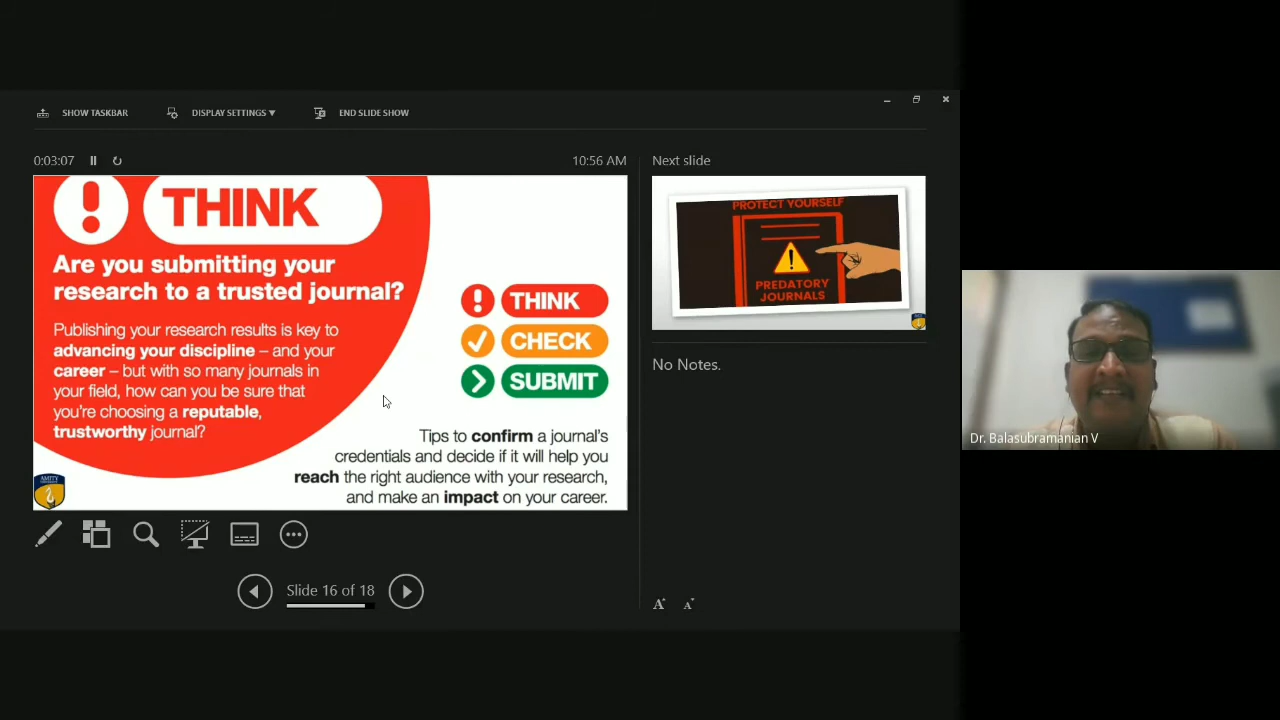 SHOW TASKBAR
DISPLAY SETTINGS ▼
END SLIDE SHOW
0:03:07
10:56 AM
Next slide
! THINK
Are you submitting your
research to a trusted journal?
Publishing your research results is key to
advancing your discipline – and your
career – but with so many journals in
your field, how can you be sure that
you're choosing a reputable,
trustworthy journal?
! THINK
CHECK
SUBMIT
Tips to confirm a journal's
credentials and decide if it will help you
reach the right audience with your research,
and make an impact on your career.
AMITY
PROTECT YOURSELF
!
PREDATORY
JOURNALS
No Notes.
Slide 16 of 18
A A
Dr. Balasubramanian V